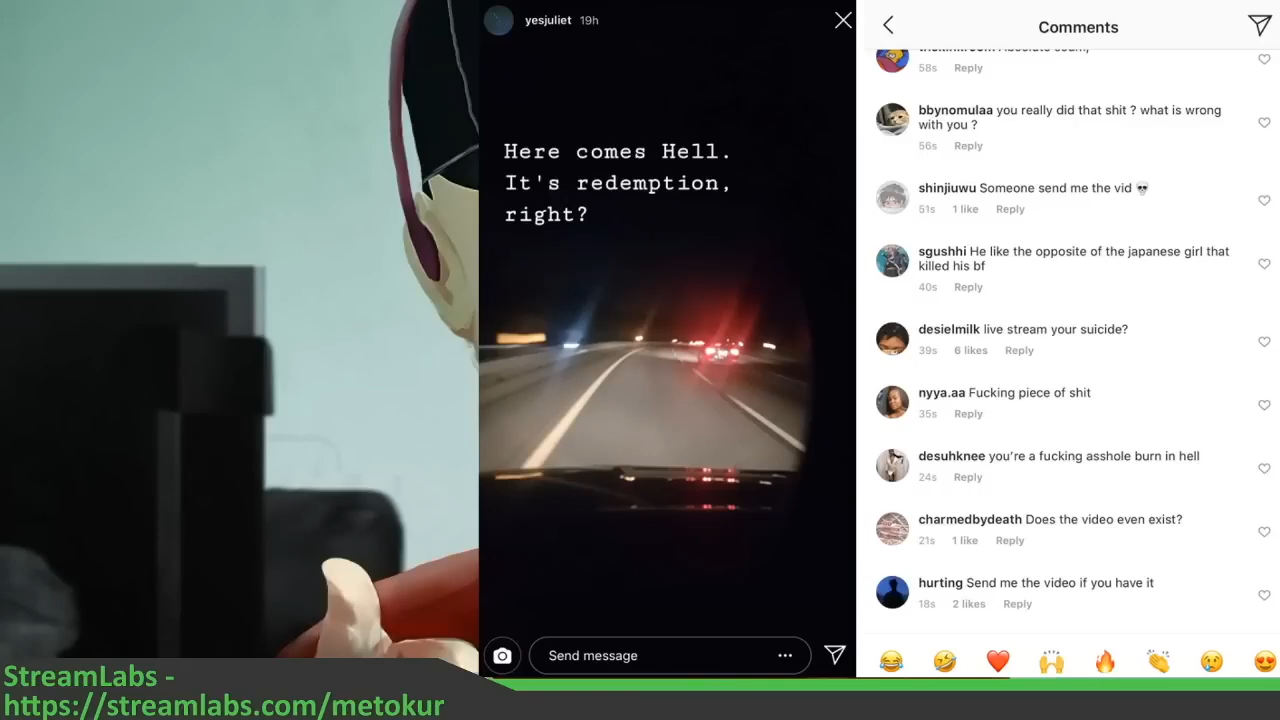 yesjuliet 19h
Here comes Hell.
It's redemption,
right?
Send message
Comments
58s Reply
bbynomulaa you really did that shit ? what is wrong
with you ?
56s Reply
shinjiuwu Someone send me the vid 💀
51s 1 like Reply
sgushhi He like the opposite of the japanese girl that
killed his bf
40s Reply
desielmilk live stream your suicide?
39s 6 likes Reply
nyya.aa Fucking piece of shit
35s Reply
desuhknee you’re a fucking asshole burn in hell
24s Reply
charmedbydeath Does the video even exist?
21s 1 like Reply
hurting Send me the video if you have it
18s 2 likes Reply
StreamLabs -
https://streamlabs.com/metokur